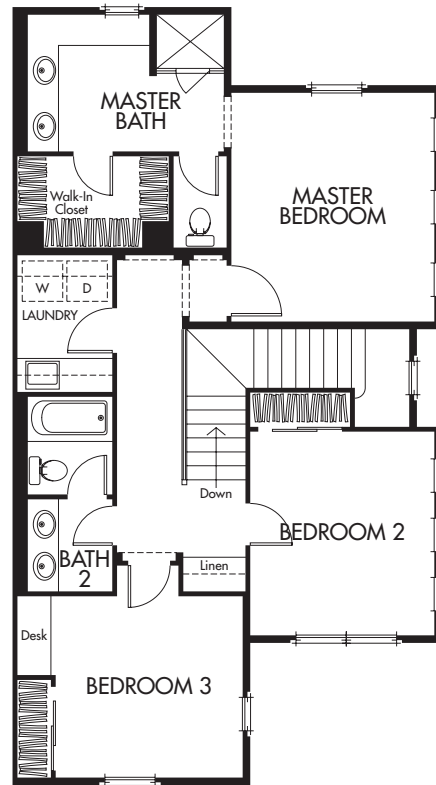 MASTER
BATH
Walk-In
Closet
MASTER
BEDROOM
W D
LAUNDRY
Down
BEDROOM 2
BATH
2
Linen
Desk
BEDROOM 3